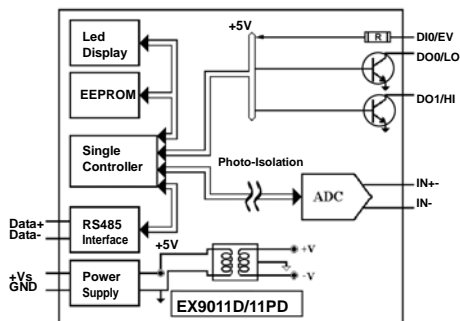 Led
Display
EEPROM
Single
Controller
RS485
Interface
Power
Supply
Data+
Data-
+Vs
GND
+5V
R
DI0/EV
DO0/LO
DO1/HI
Photo-Isolation
ADC
IN+-
IN-
+5V
+V
-V
EX9011D/11PD